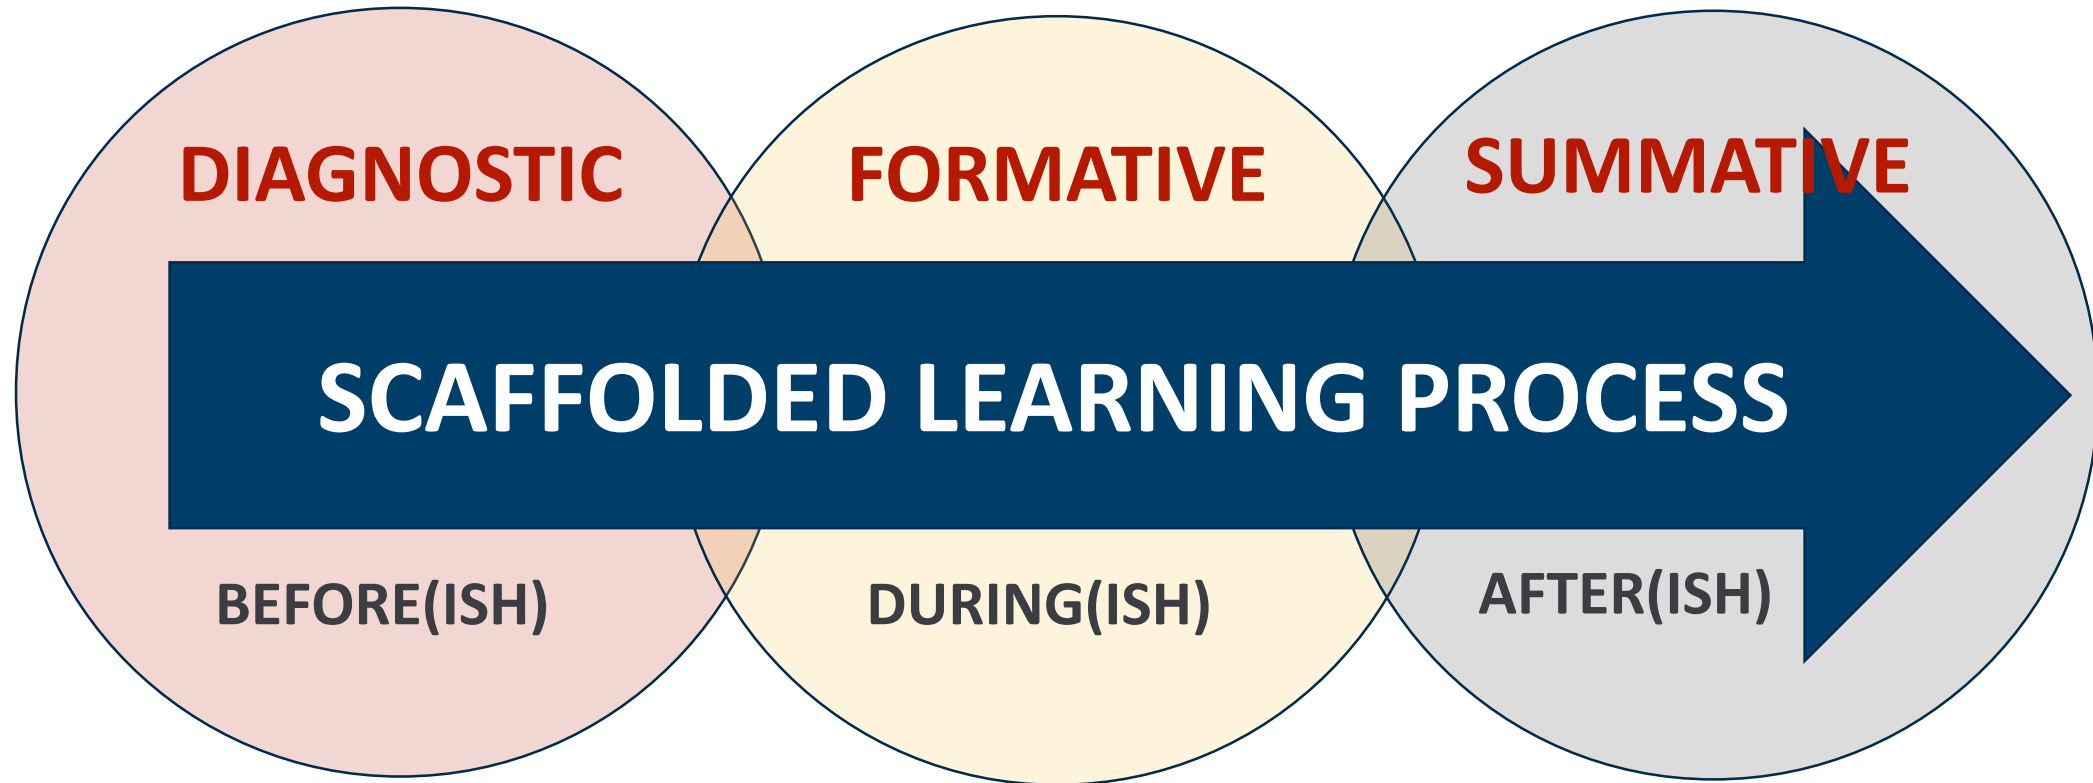 DIAGNOSTIC
FORMATIVE
SUMMATIVE
SCAFFOLDED LEARNING PROCESS
BEFORE(ISH)
DURING(ISH)
AFTER(ISH)